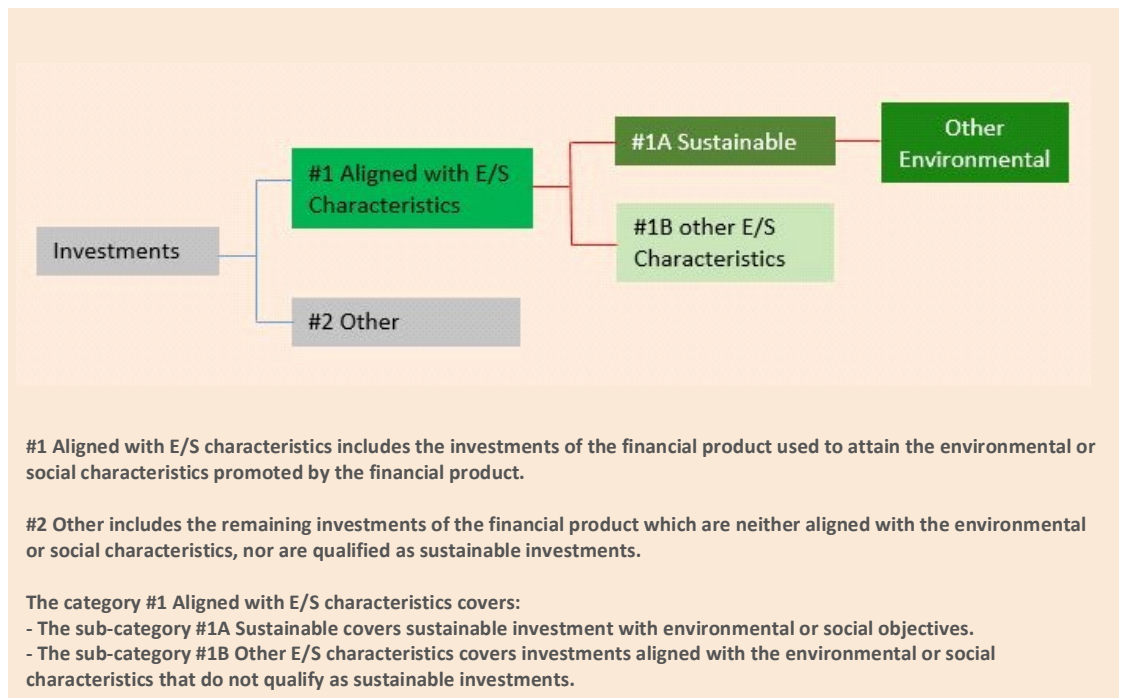 Other
Environmental
#1A Sustainable
#1 Aligned with E/S
Characteristics
#1B other E/S
Characteristics
Investments
#2 Other
#1 Aligned with E/S characteristics includes the investments of the financial product used to attain the environmental or
social characteristics promoted by the financial product.
#2 Other includes the remaining investments of the financial product which are neither aligned with the environmental
or social characteristics, nor are qualified as sustainable investments.
The category #1 Aligned with E/S characteristics covers:
- The sub-category #1A Sustainable covers sustainable investment with environmental or social objectives.
- The sub-category #1B Other E/S characteristics covers investments aligned with the environmental or social
characteristics that do not qualify as sustainable investments.